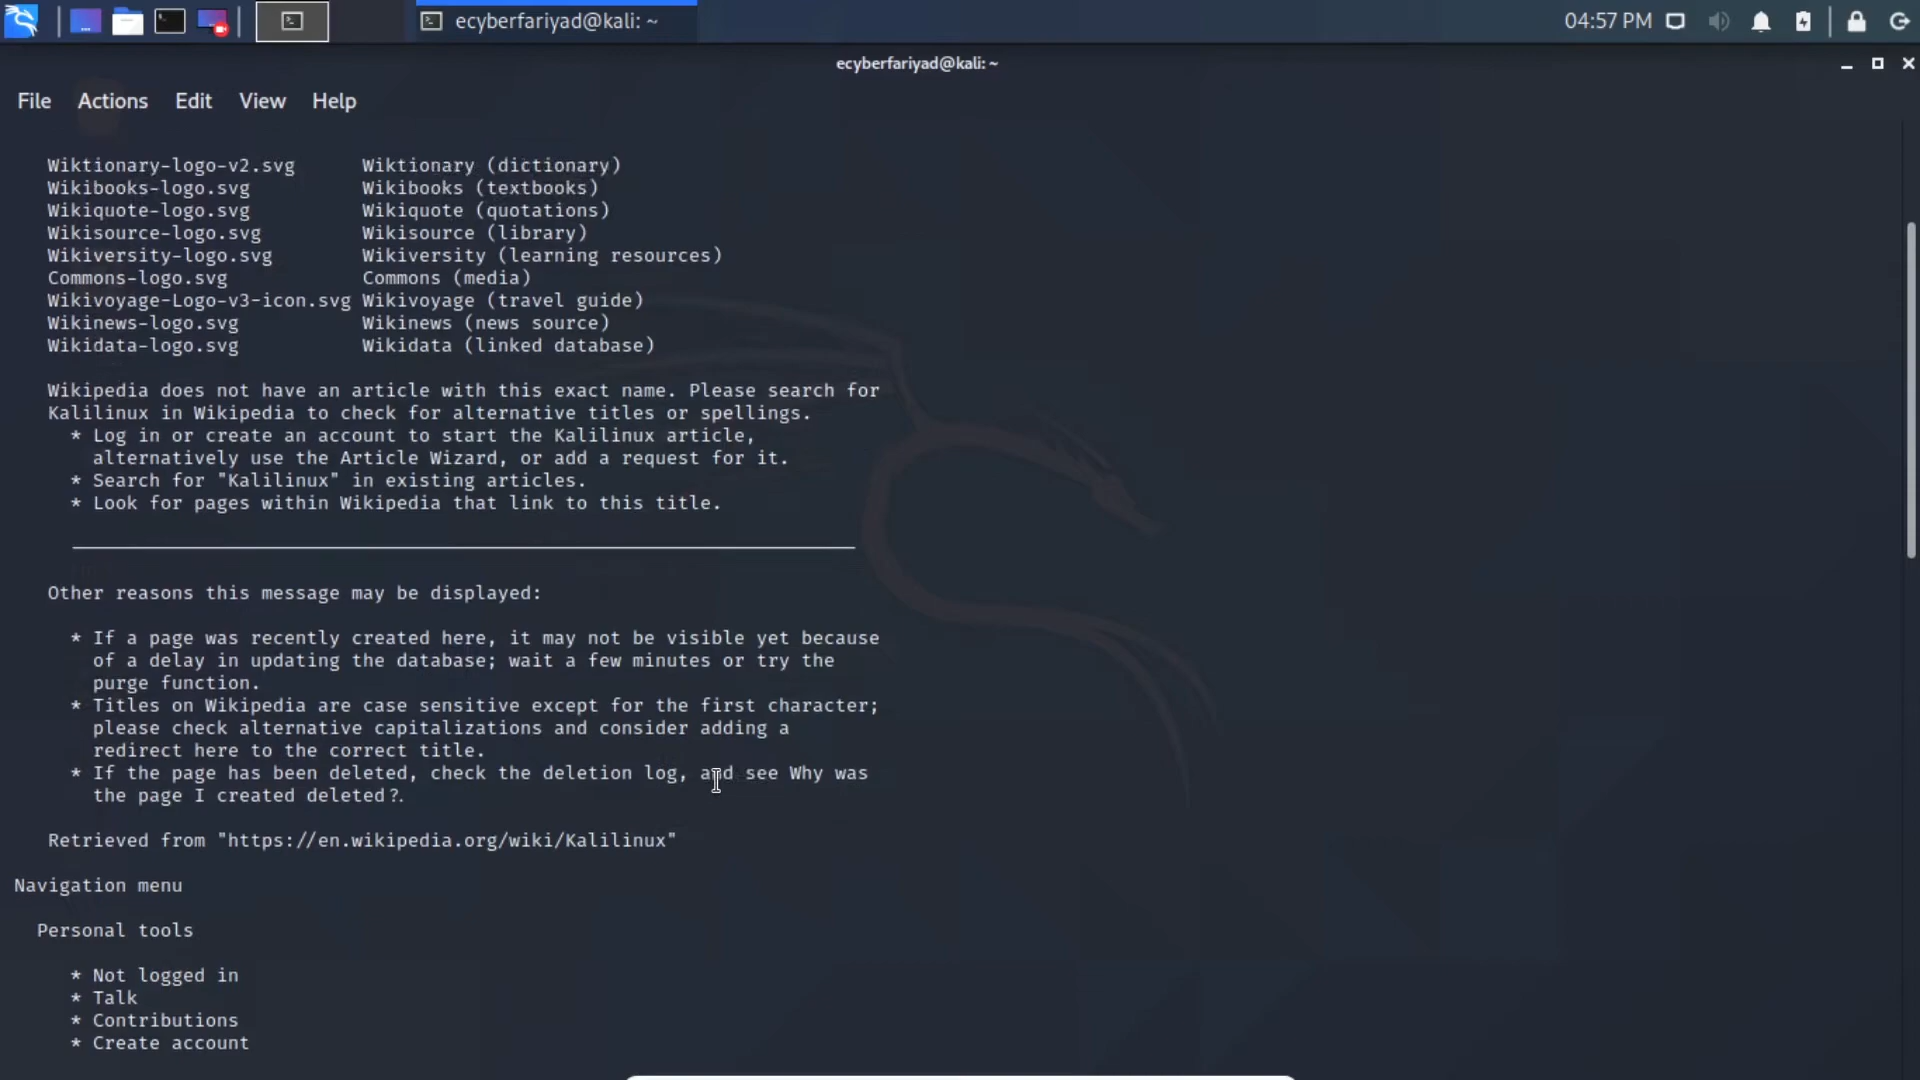 ecyberfariyad@kali: ~
04:57 PM
ecyberfariyad@kali: ~
File Actions Edit View Help
Wiktionary-logo-v2.svg Wiktionary (dictionary)
Wikibooks-logo.svg Wikibooks (textbooks)
Wikiquote-logo.svg Wikiquote (quotations)
Wikisource-logo.svg Wikisource (library)
Wikiversity-logo.svg Wikiversity (learning resources)
Commons-logo.svg Commons (media)
Wikivoyage-Logo-v3-icon.svg Wikivoyage (travel guide)
Wikinews-logo.svg Wikinews (news source)
Wikidata-logo.svg Wikidata (linked database)
Wikipedia does not have an article with this exact name. Please search for
Kalilinux in Wikipedia to check for alternative titles or spellings.
* Log in or create an account to start the Kalilinux article,
alternatively use the Article Wizard, or add a request for it.
* Search for "Kalilinux" in existing articles.
* Look for pages within Wikipedia that link to this title.
Other reasons this message may be displayed:
* If a page was recently created here, it may not be visible yet because
of a delay in updating the database; wait a few minutes or try the
purge function.
* Titles on Wikipedia are case sensitive except for the first character;
please check alternative capitalizations and consider adding a
redirect here to the correct title.
* If the page has been deleted, check the deletion log, and see Why was
the page I created deleted?.
Retrieved from "https://en.wikipedia.org/wiki/Kalilinux"
Navigation menu
Personal tools
* Not logged in
* Talk
* Contributions
* Create account